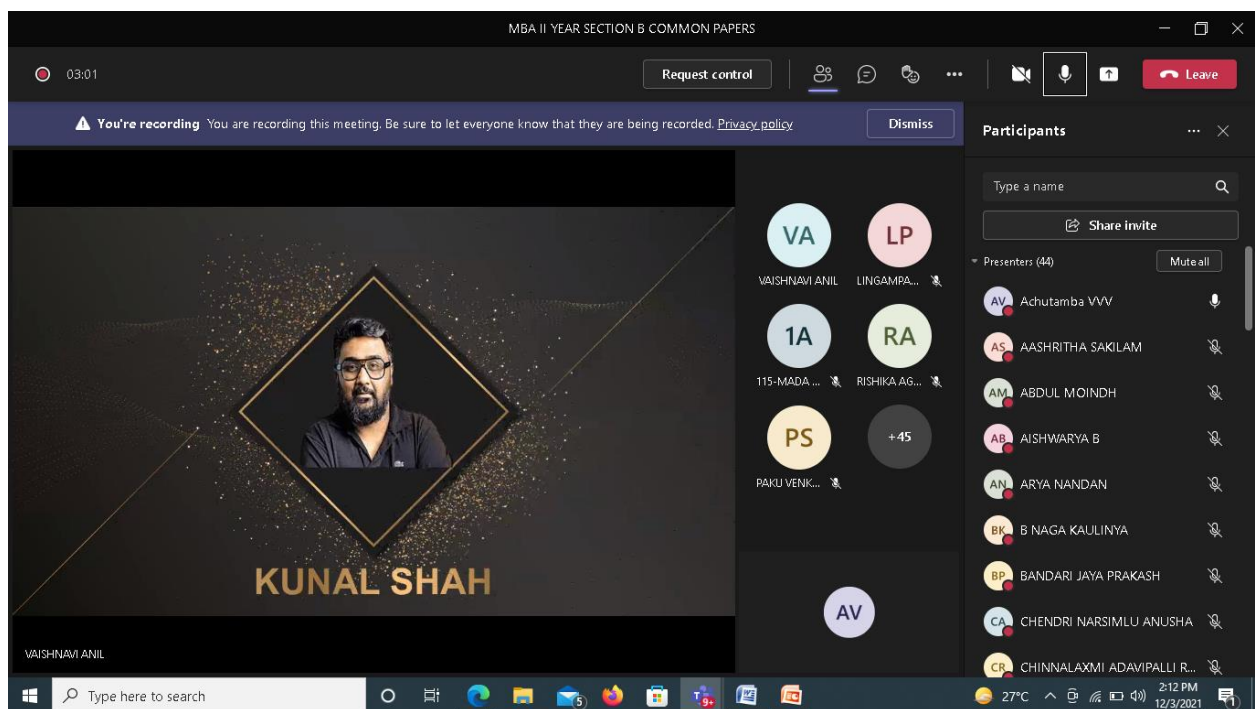 MBA II YEAR SECTION B COMMON PAPERS
03:01
Request control
Leave
You're recording You are recording this meeting. Be sure to let everyone know that they are being recorded. Privacy policy
Dismiss
KUNAL SHAH
VAISHNAVI ANIL
VA
VAISHNAVI ANIL
LP
LINGAMPA...
1A
115-MADA ...
RA
RISHIKA AG...
PS
PAKU VENK...
+45
AV
Participants
Type a name
Share invite
Presenters (44)
Mute all
AV Achutamba VVV
AS AASHRITHA SAKILAM
AM ABDUL MOINDH
AB AISHWARYA B
AN ARYA NANDAN
BK B NAGA KAULINYA
BP BANDARI JAYA PRAKASH
CA CHENDRI NARSIMLU ANUSHA
CR CHINNALAXMI ADAVIPALLI R...
Type here to search
5
9+
27°C
2:12 PM
12/3/2021
1